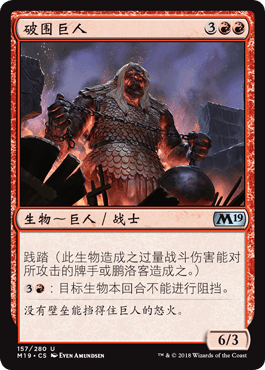 破围巨人 3
生物～巨人／战士 M19
践踏（此生物造成之过量战斗伤害能对
所攻击的牌手或鹏洛客造成之。）
3：目标生物本回合不能进行阻挡。
没有壁垒能挡得住巨人的怒火。
6/3
157/280 U
M19 • CS EVEN AMUNDSEN
™ & © 2018 Wizards of the Coast